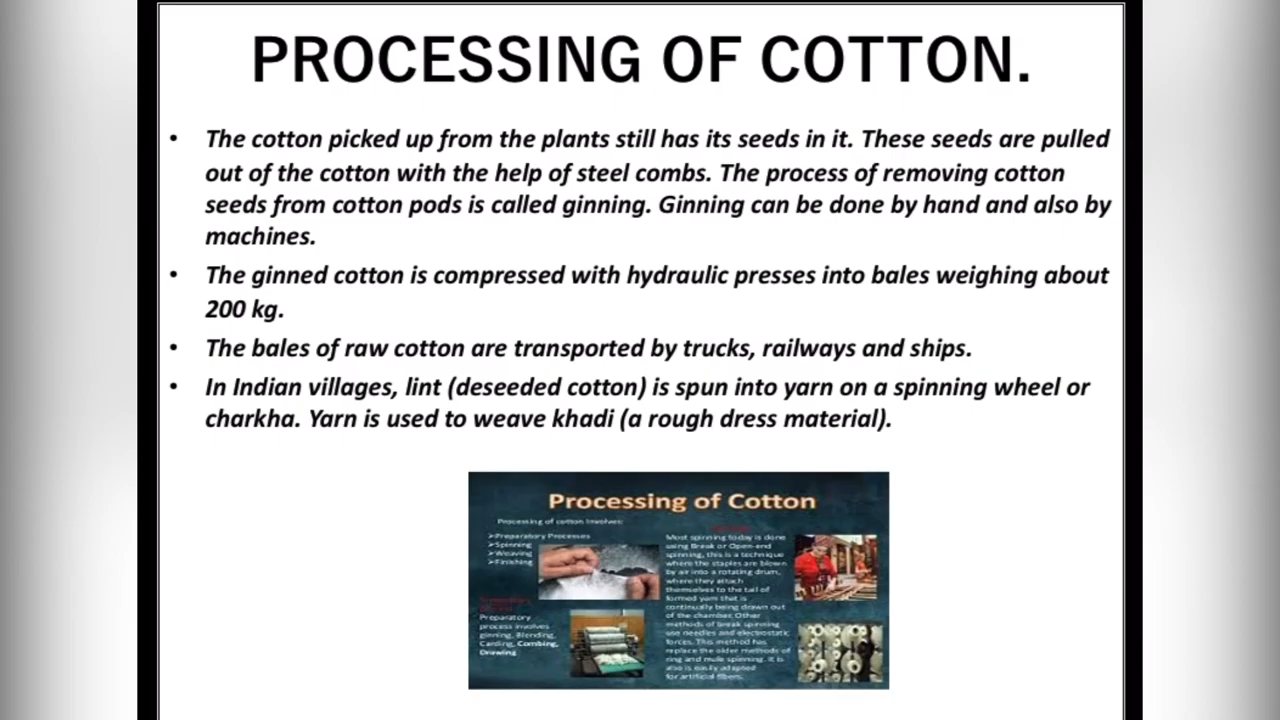 PROCESSING OF COTTON.
• The cotton picked up from the plants still has its seeds in it. These seeds are pulled
out of the cotton with the help of steel combs. The process of removing cotton
seeds from cotton pods is called ginning. Ginning can be done by hand and also by
machines.
• The ginned cotton is compressed with hydraulic presses into bales weighing about
200 kg.
• The bales of raw cotton are transported by trucks, railways and ships.
• In Indian villages, lint (deseeded cotton) is spun into yarn on a spinning wheel or
charkha. Yarn is used to weave khadi (a rough dress material).
Processing of Cotton
Processing of cotton Involves:
➢Preparatory Processes
➢Spinning
➢Weaving
➢Finishing
Preparatory
process involves
ginning, Blending,
Carding, Combing,
Drawing
Most spinning today is done
using Break or Open-end
spinning, this is a technique
where the staples are blown
by air into a rotating drum,
where they attach
themselves to the tail of
formed yarn that is
continually being drawn out
of the chamber. Other
methods of break spinning
use needles and electrostatic
forces. This method has
replace the older methods of
ring and mule spinning. It is
also is easily adapted
for artificial fibers.